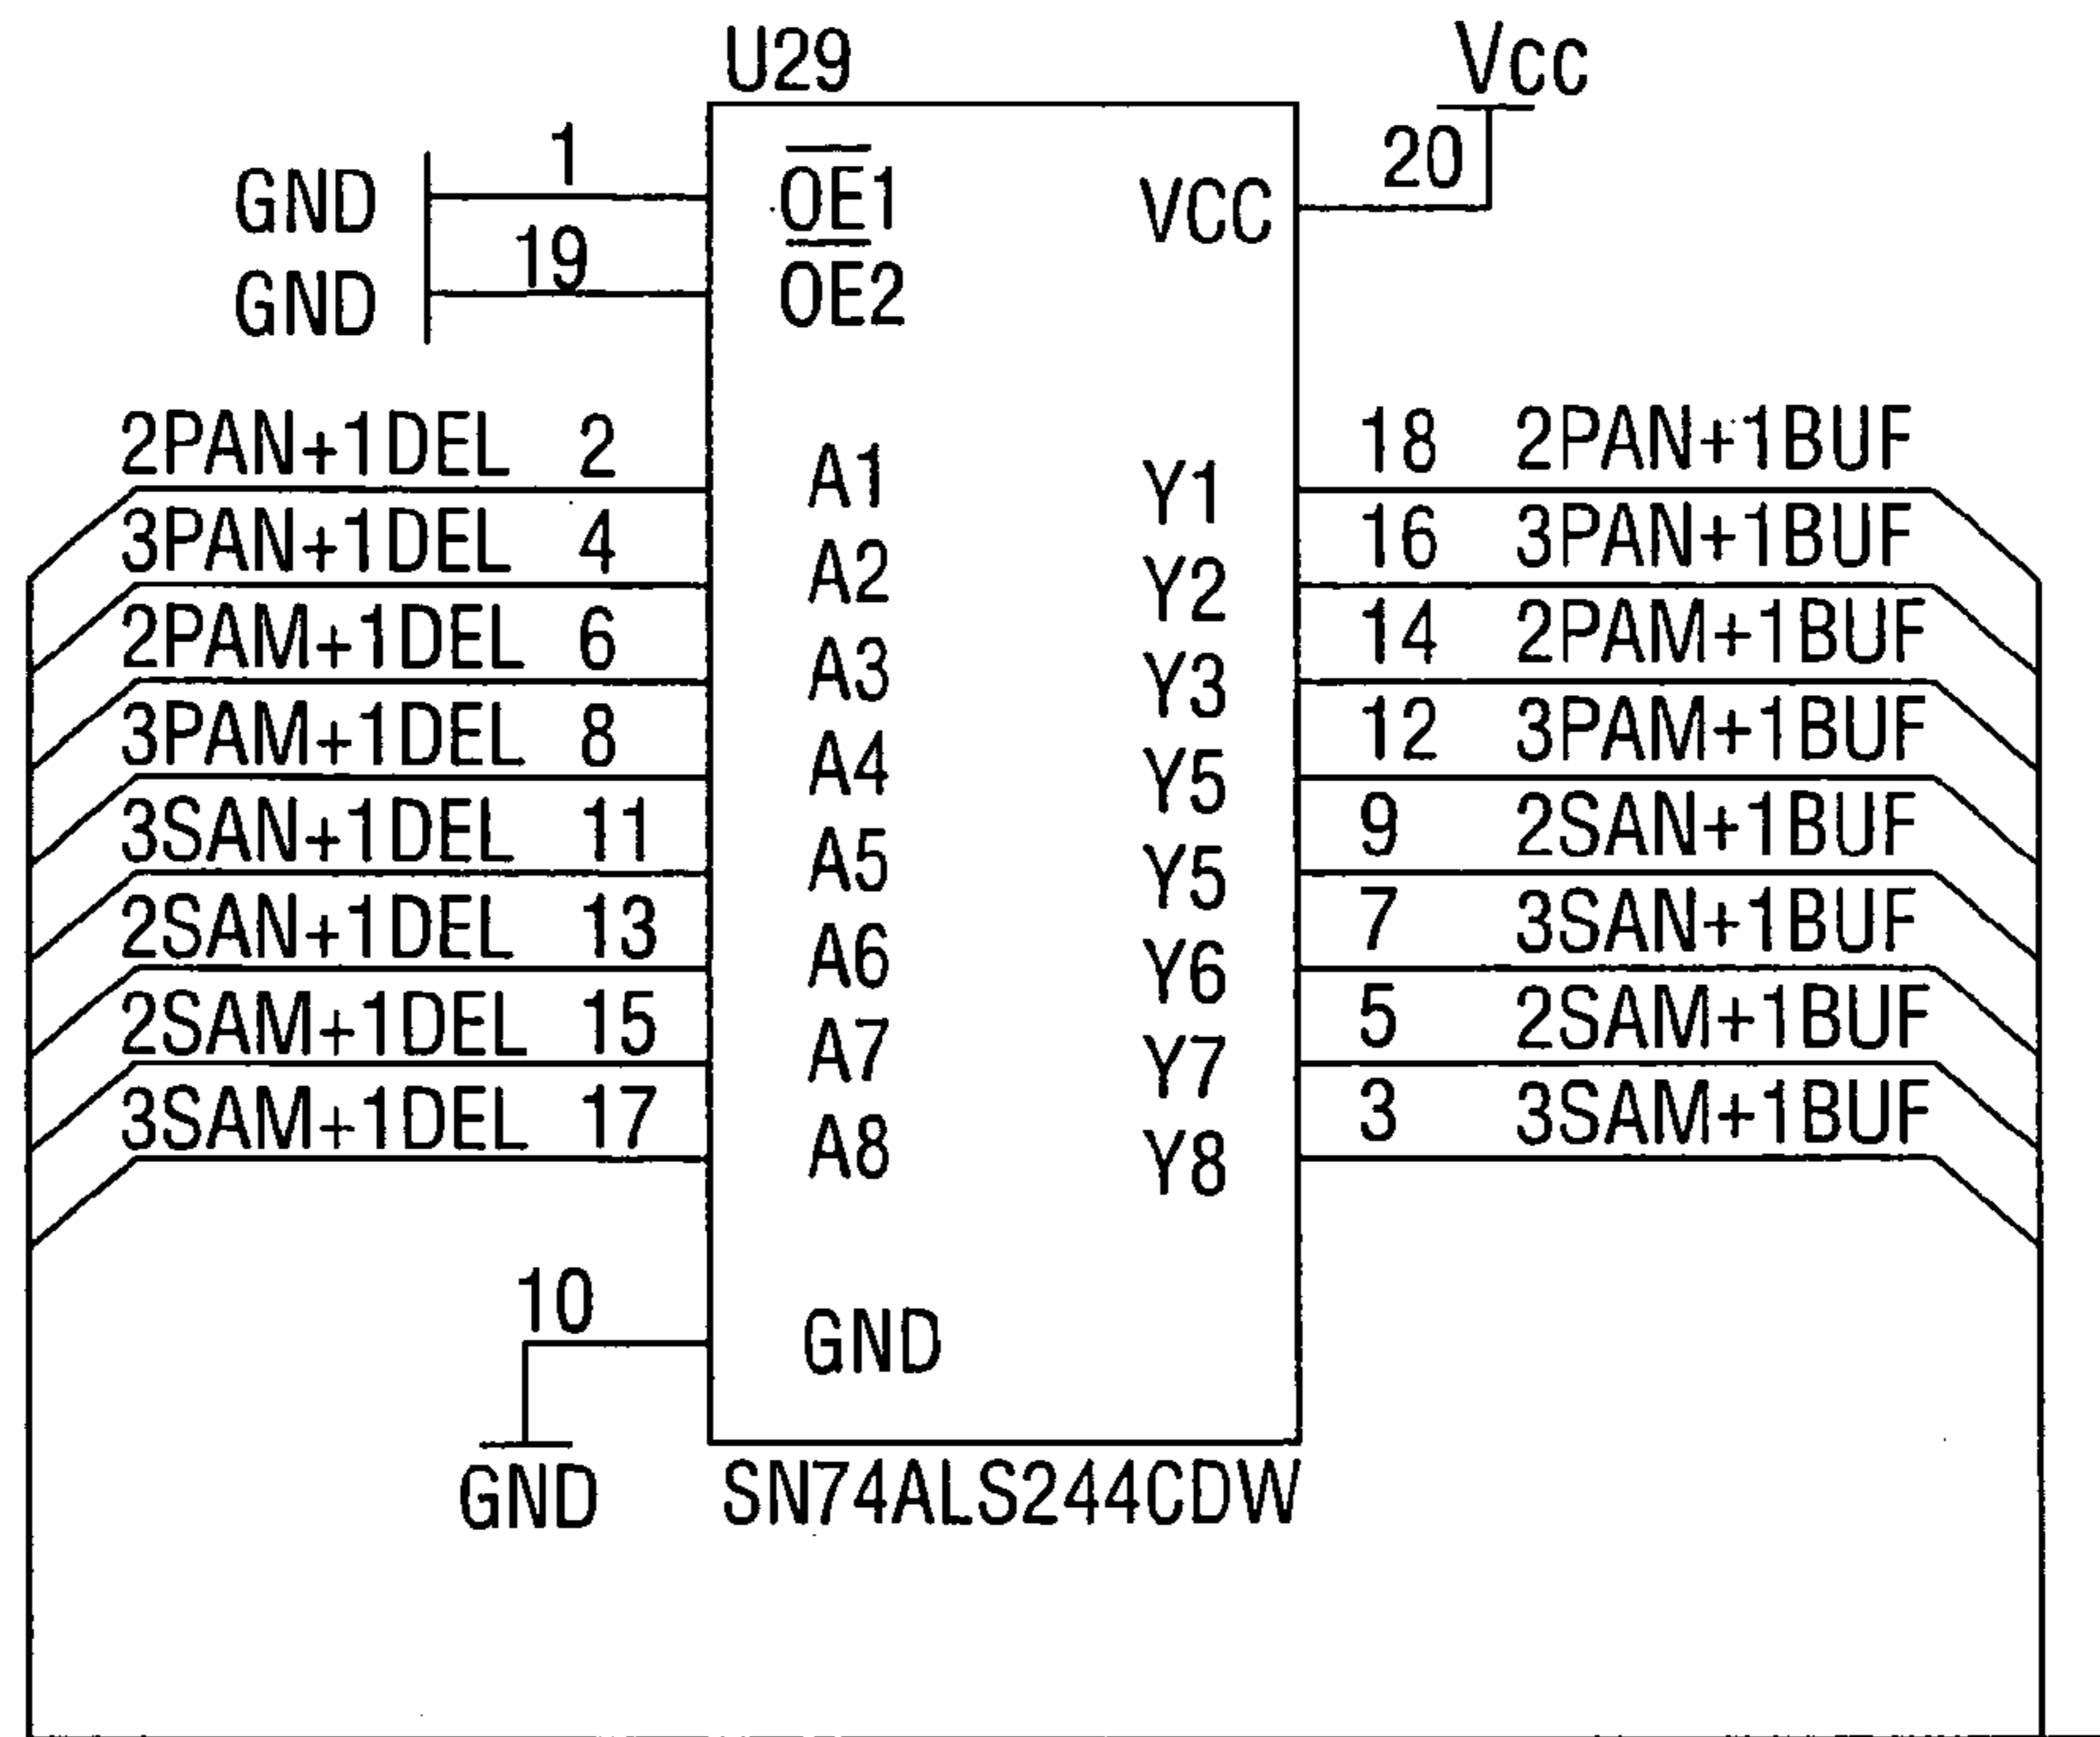 U29 Vcc
1 20
GND OE1 VCC
19
GND OE2
2PAN+1DEL 2 A1 Y1 18 2PAN+1BUF
3PAN+1DEL 4 A2 Y2 16 3PAN+1BUF
2PAM+1DEL 6 A3 Y3 14 2PAM+1BUF
3PAM+1DEL 8 A4 Y5 12 3PAM+1BUF
3SAN+1DEL 11 A5 Y5 9 2SAN+1BUF
2SAN+1DEL 13 A6 Y6 7 3SAN+1BUF
2SAM+1DEL 15 A7 Y7 5 2SAM+1BUF
3SAM+1DEL 17 A8 Y8 3 3SAM+1BUF
10 GND
GND SN74ALS244CDW